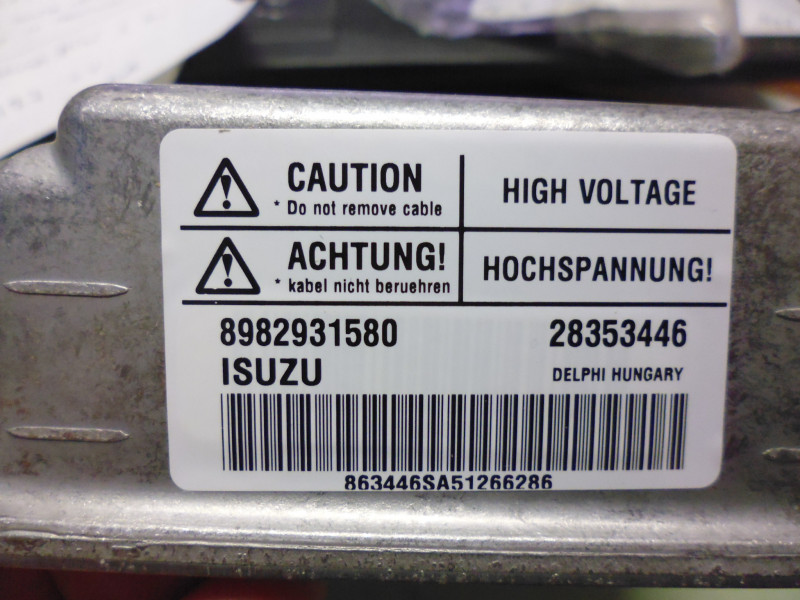 CAUTION
* Do not remove cable
HIGH VOLTAGE
ACHTUNG!
* kabel nicht beruehren
HOCHSPANNUNG!
8982931580
28353446
ISUZU
DELPHI HUNGARY
863446SA51266286